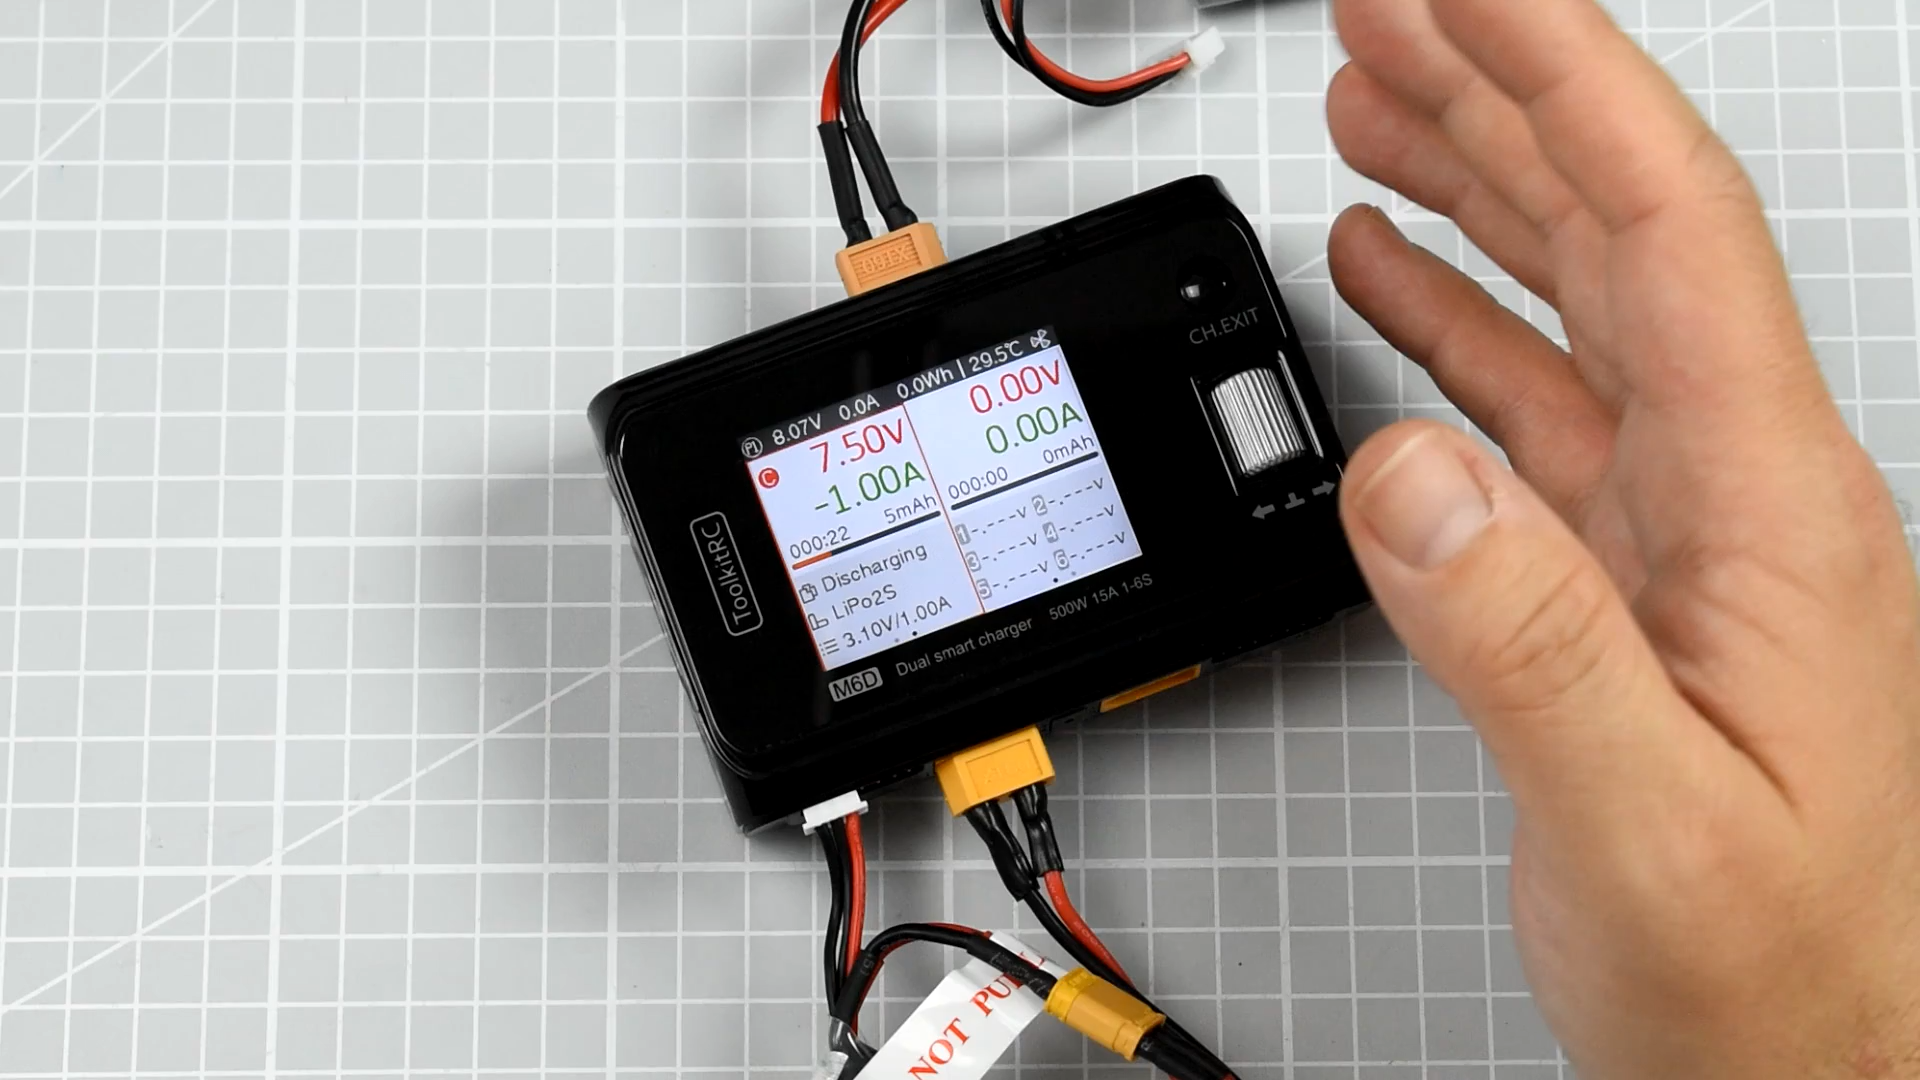 XT60
CH.EXIT
P1 8.07V 0.0A 0.0Wh | 29.5℃
C 7.50V
-1.00A
000:22 5mAh
Discharging
LiPo2S
3.10V/1.00A
0.00V
0.00A
000:00 0mAh
1 -.---V 2 -.---V
3 -.---V 4 -.---V
5 -.---V 6 -.---V
ToolkitRC
M6D Dual smart charger 500W 15A 1-6S
NOT